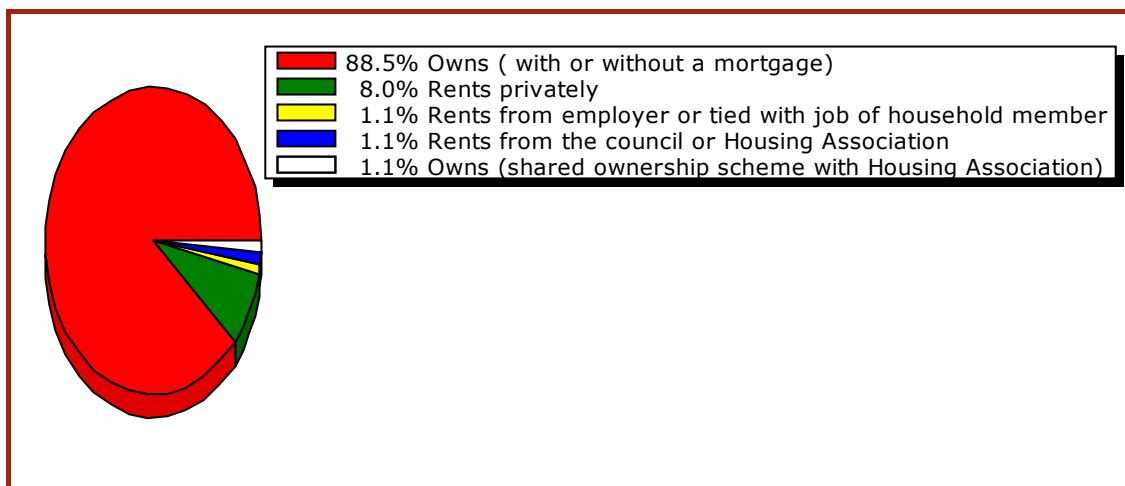 88.5% Owns ( with or without a mortgage)
8.0% Rents privately
1.1% Rents from employer or tied with job of household member
1.1% Rents from the council or Housing Association
1.1% Owns (shared ownership scheme with Housing Association)